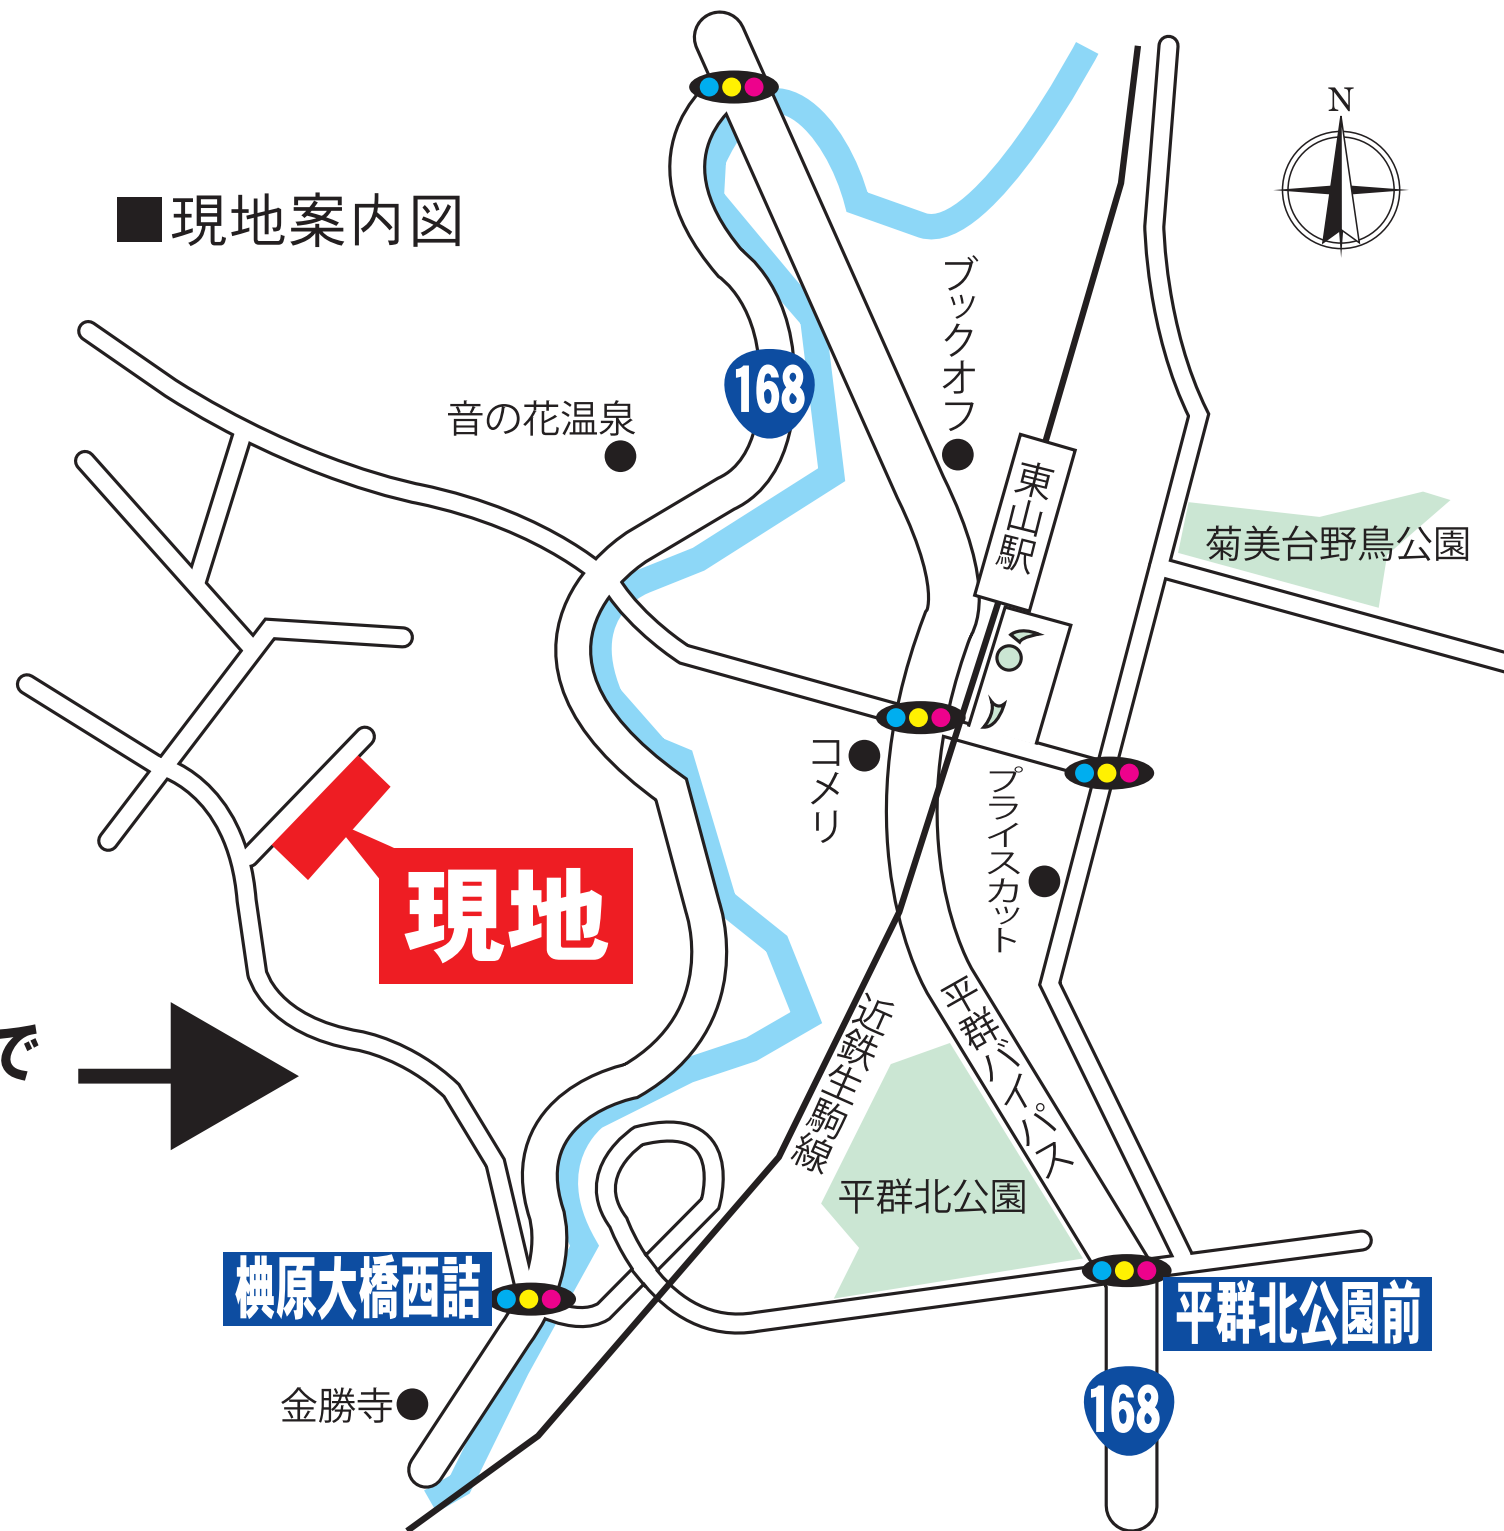 N
■現地案内図
ブックオフ
168
音の花温泉
東山駅
菊美台野鳥公園
コメリ
プライスカット
現地
で
平群バイパス
近鉄生駒線
平群北公園
椣原大橋西詰
平群北公園前
金勝寺
168